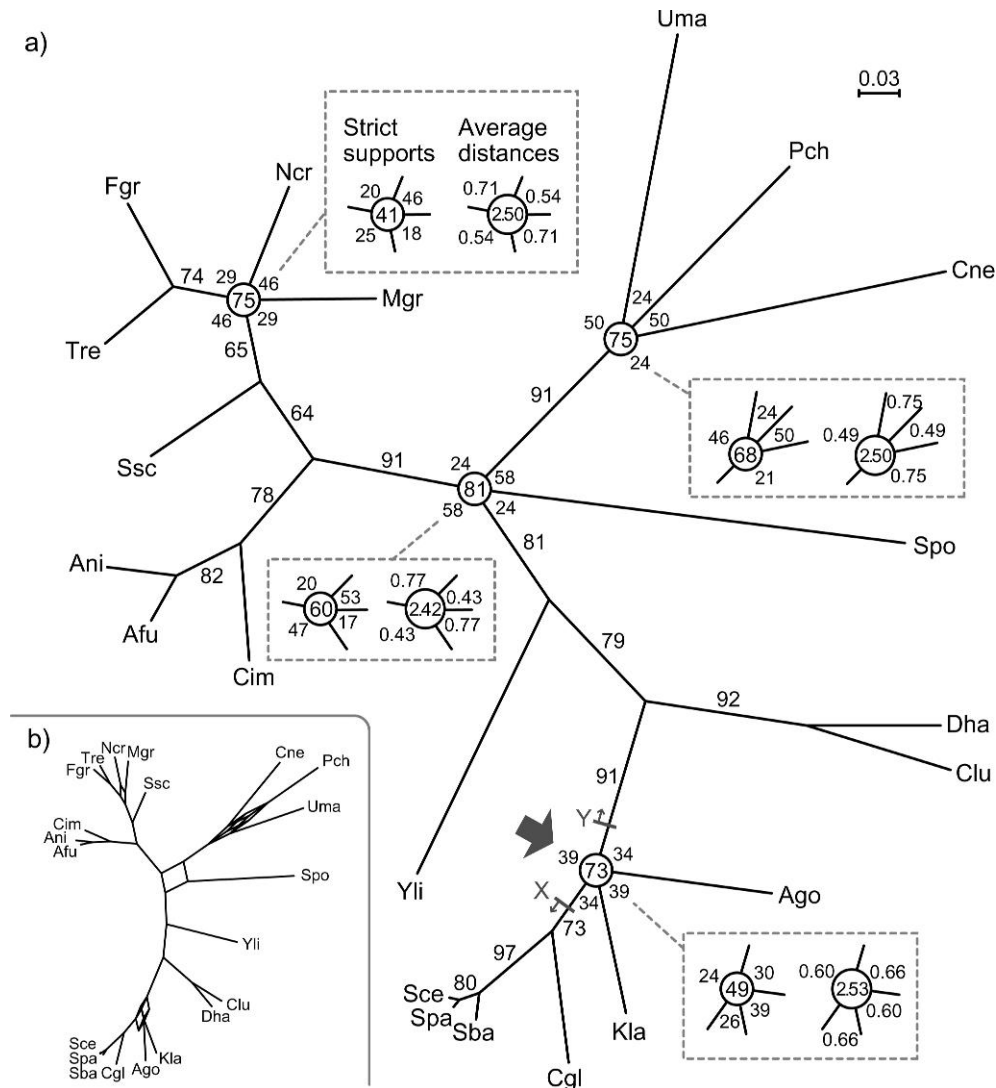 a)
Uma
0.03
Strict
supports
Average
distances
20
46
41
25
18
0.71
0.54
2.50
0.54
0.71
Pch
Fgr
Ncr
74
29
46
75
46
29
Mgr
Cne
Tre
65
50
24
50
75
24
91
64
Ssc
46
24
50
68
21
0.75
0.49
0.49
2.50
0.75
91
24
58
81
58
24
78
Spo
Ani
82
Afu
Cim
20
53
60
47
17
0.77
0.43
2.42
0.43
0.77
81
79
92
Dha
Clu
91
Y
39
34
73
34
39
X
73
Ago
Yli
97
80
Sce
Spa
Sba
Cgl
Kla
24
30
49
26
39
0.60
0.66
2.53
0.60
0.66
b)
Fgr
Tre
Ncr
Mgr
Ssc
Cne
Pch
Uma
Cim
Ani
Afu
Spo
Yli
Clu
Dha
Sce
Spa
Sba
Cgl
Ago
Kla